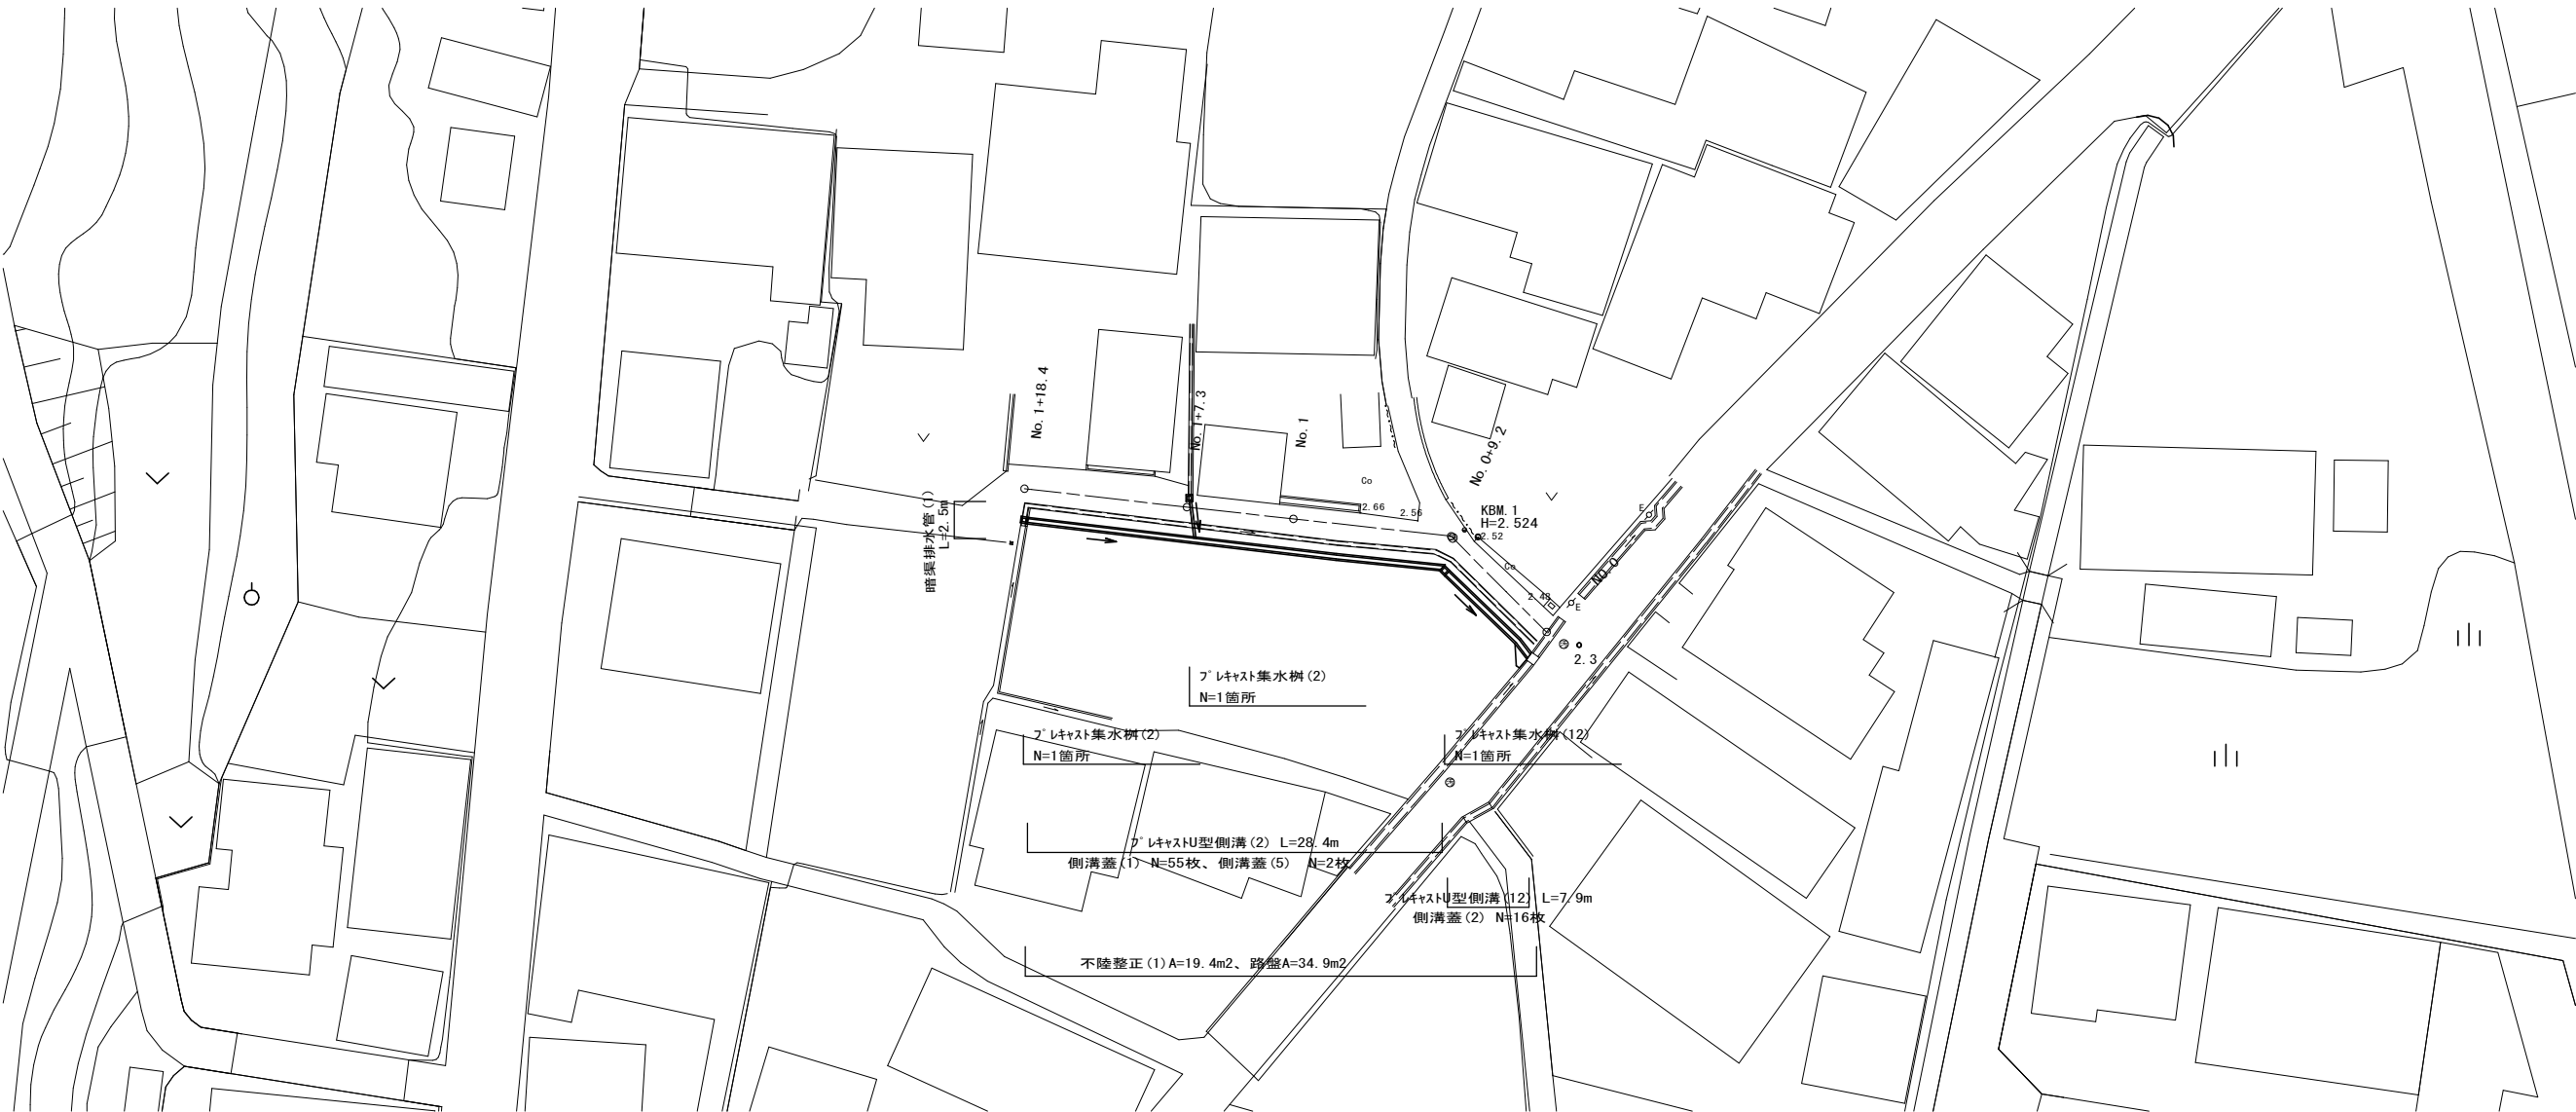 No.1+18.4
No.1+7.3
No.1
No.0+9.2
Co
2.66
2.56
KBM.1
H=2.524
2.52
Co
2.48
E
E
NO.0
2.3
暗渠排水管(1)
L=2.5m
プレキャスト集水桝(2)
N=1箇所
プレキャスト集水桝(2)
N=1箇所
プレキャスト集水桝(12)
N=1箇所
プレキャストU型側溝(2) L=28.4m
側溝蓋(1) N=55枚、側溝蓋(5) N=2枚
プレキャストU型側溝(12) L=7.9m
側溝蓋(2) N=16枚
不陸整正(1)A=19.4m2、路盤A=34.9m2